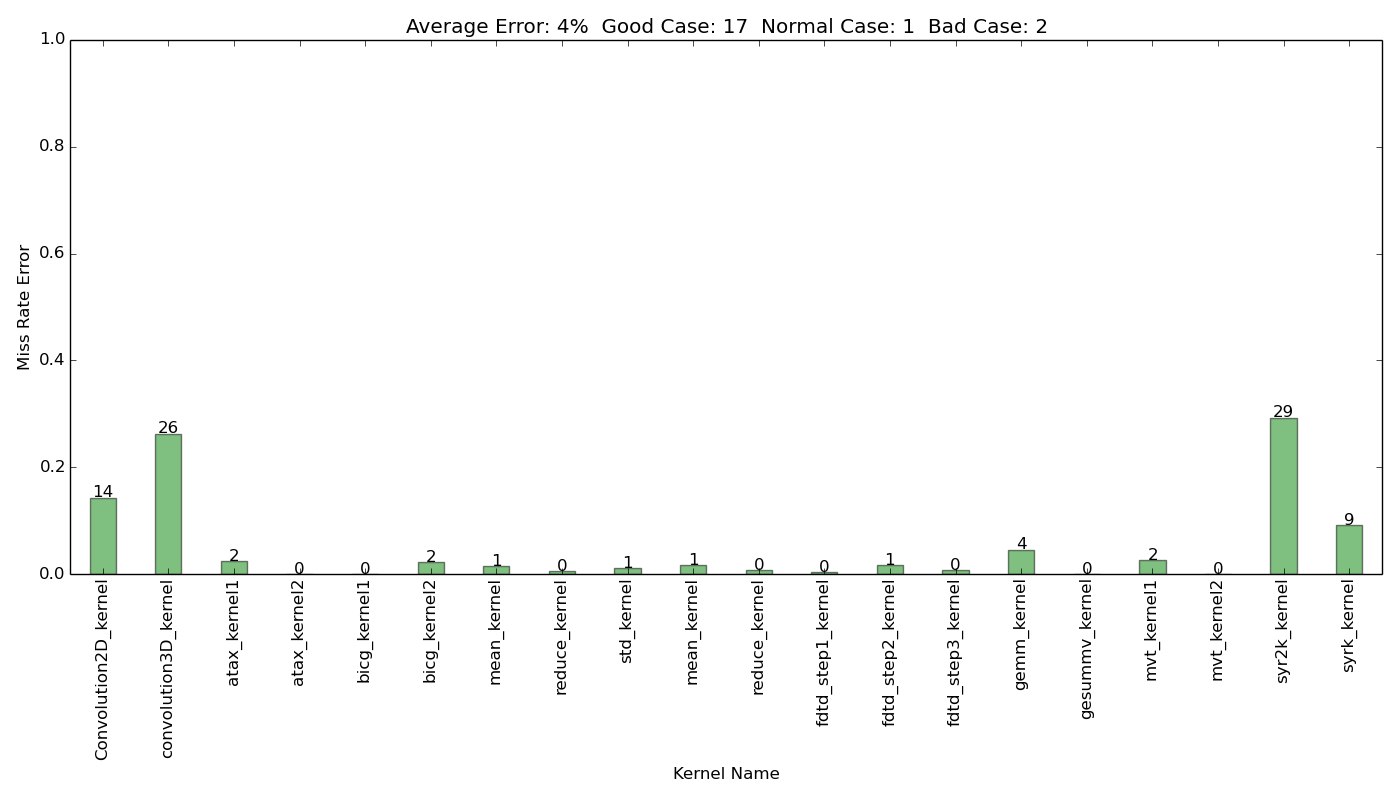 Average Error: 4%  Good Case: 17  Normal Case: 1  Bad Case: 2
1.0
0.8
0.6
0.4
0.2
0.0
Miss Rate Error
14
26
2
0
0
2
1
0
1
1
0
0
1
0
4
0
2
0
29
9
Convolution2D_kernel
convolution3D_kernel
atax_kernel1
atax_kernel2
bicg_kernel1
bicg_kernel2
mean_kernel
reduce_kernel
std_kernel
mean_kernel
reduce_kernel
fdtd_step1_kernel
fdtd_step2_kernel
fdtd_step3_kernel
gemm_kernel
gesummv_kernel
mvt_kernel1
mvt_kernel2
syr2k_kernel
syrk_kernel
Kernel Name